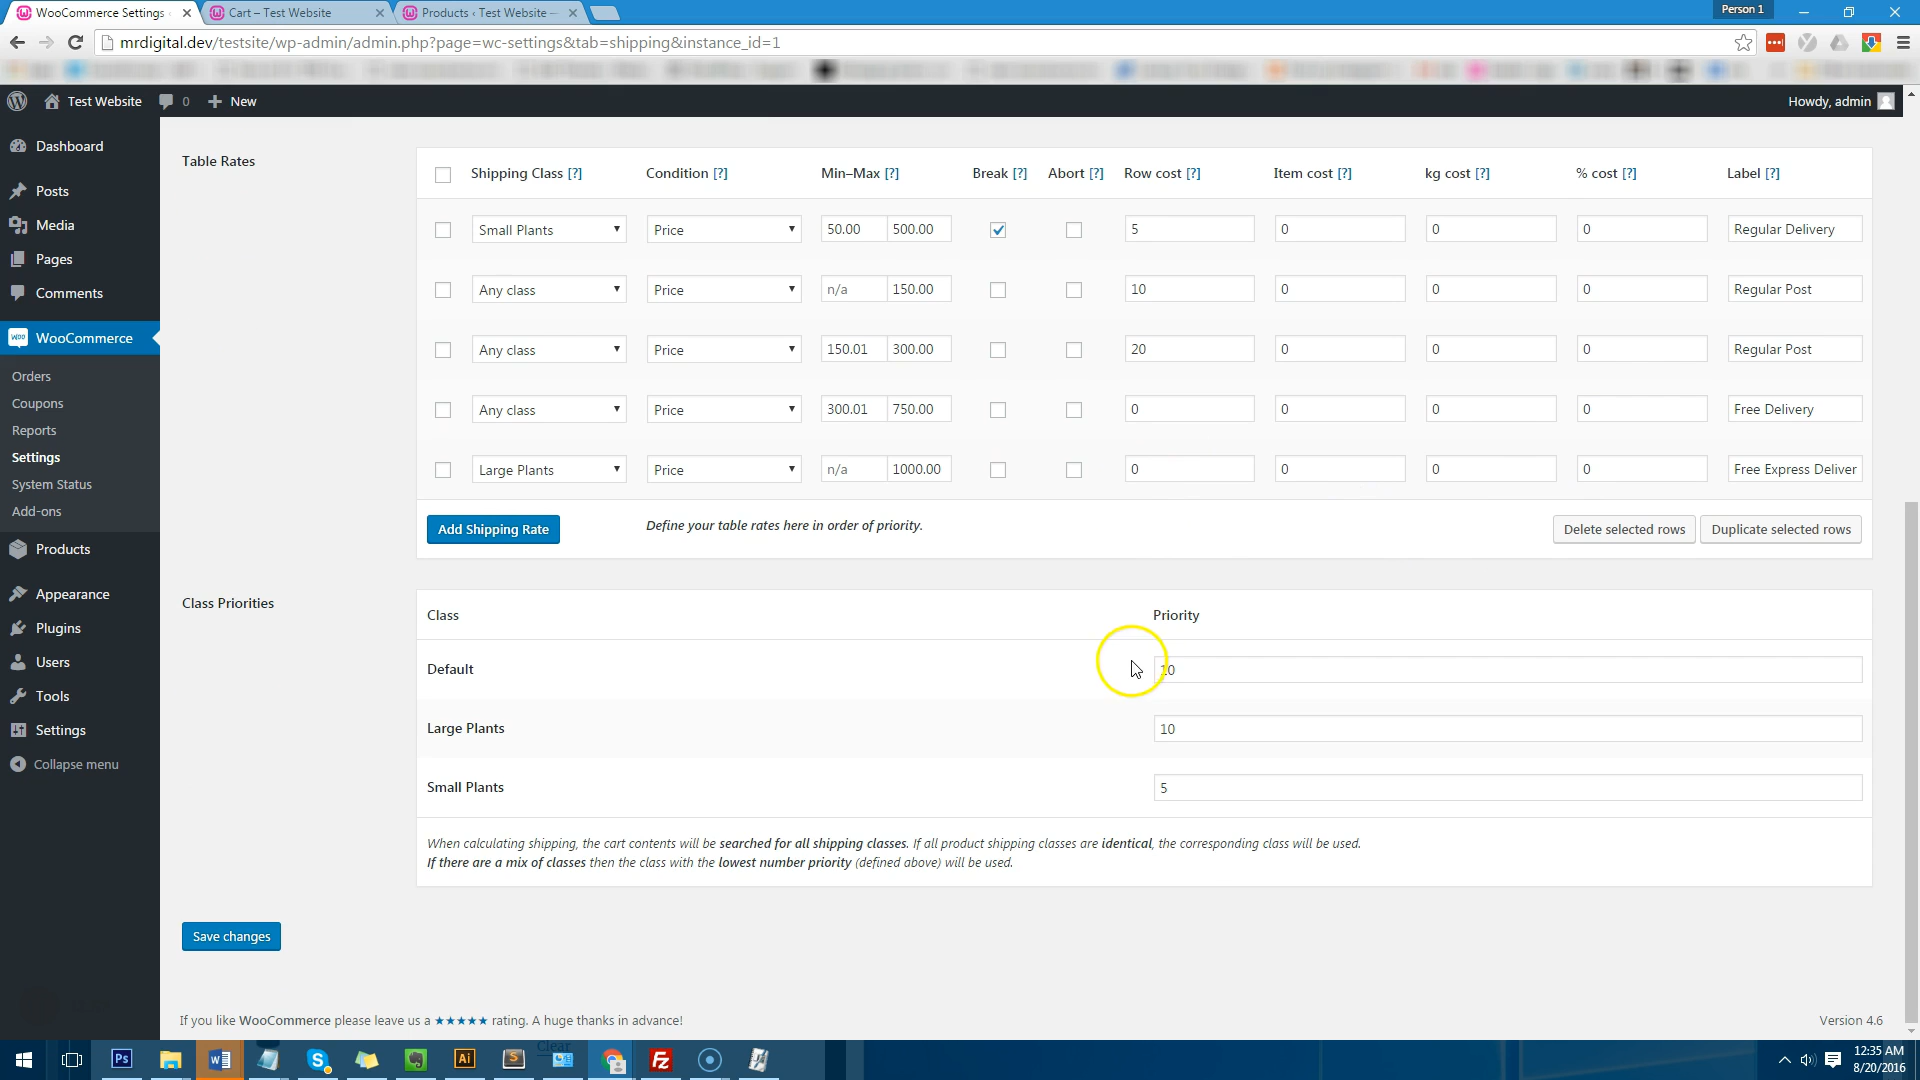 WooCommerce Settings
Cart – Test Website
Products ‹ Test Website —
Person 1
mrdigital.dev/testsite/wp-admin/admin.php?page=wc-settings&tab=shipping&instance_id=1
Test Website
0
New
Howdy, admin
Dashboard
Posts
Media
Pages
Comments
WooCommerce
Orders
Coupons
Reports
Settings
System Status
Add-ons
Products
Appearance
Plugins
Users
Tools
Settings
Collapse menu
Table Rates
Shipping Class [?] Condition [?] Min–Max [?] Break [?] Abort [?] Row cost [?] Item cost [?] kg cost [?] % cost [?] Label [?]
Small Plants Price 50.00 500.00 5 0 0 0 Regular Delivery
Any class Price n/a 150.00 10 0 0 0 Regular Post
Any class Price 150.01 300.00 20 0 0 0 Regular Post
Any class Price 300.01 750.00 0 0 0 0 Free Delivery
Large Plants Price n/a 1000.00 0 0 0 0 Free Express Deliver
Add Shipping Rate
Define your table rates here in order of priority.
Delete selected rows
Duplicate selected rows
Class Priorities
Class Priority
Default 10
Large Plants 10
Small Plants 5
When calculating shipping, the cart contents will be searched for all shipping classes. If all product shipping classes are identical, the corresponding class will be used.
If there are a mix of classes then the class with the lowest number priority (defined above) will be used.
Save changes
If you like WooCommerce please leave us a ★★★★★ rating. A huge thanks in advance!
Version 4.6
Clear
12:35 AM
8/20/2016